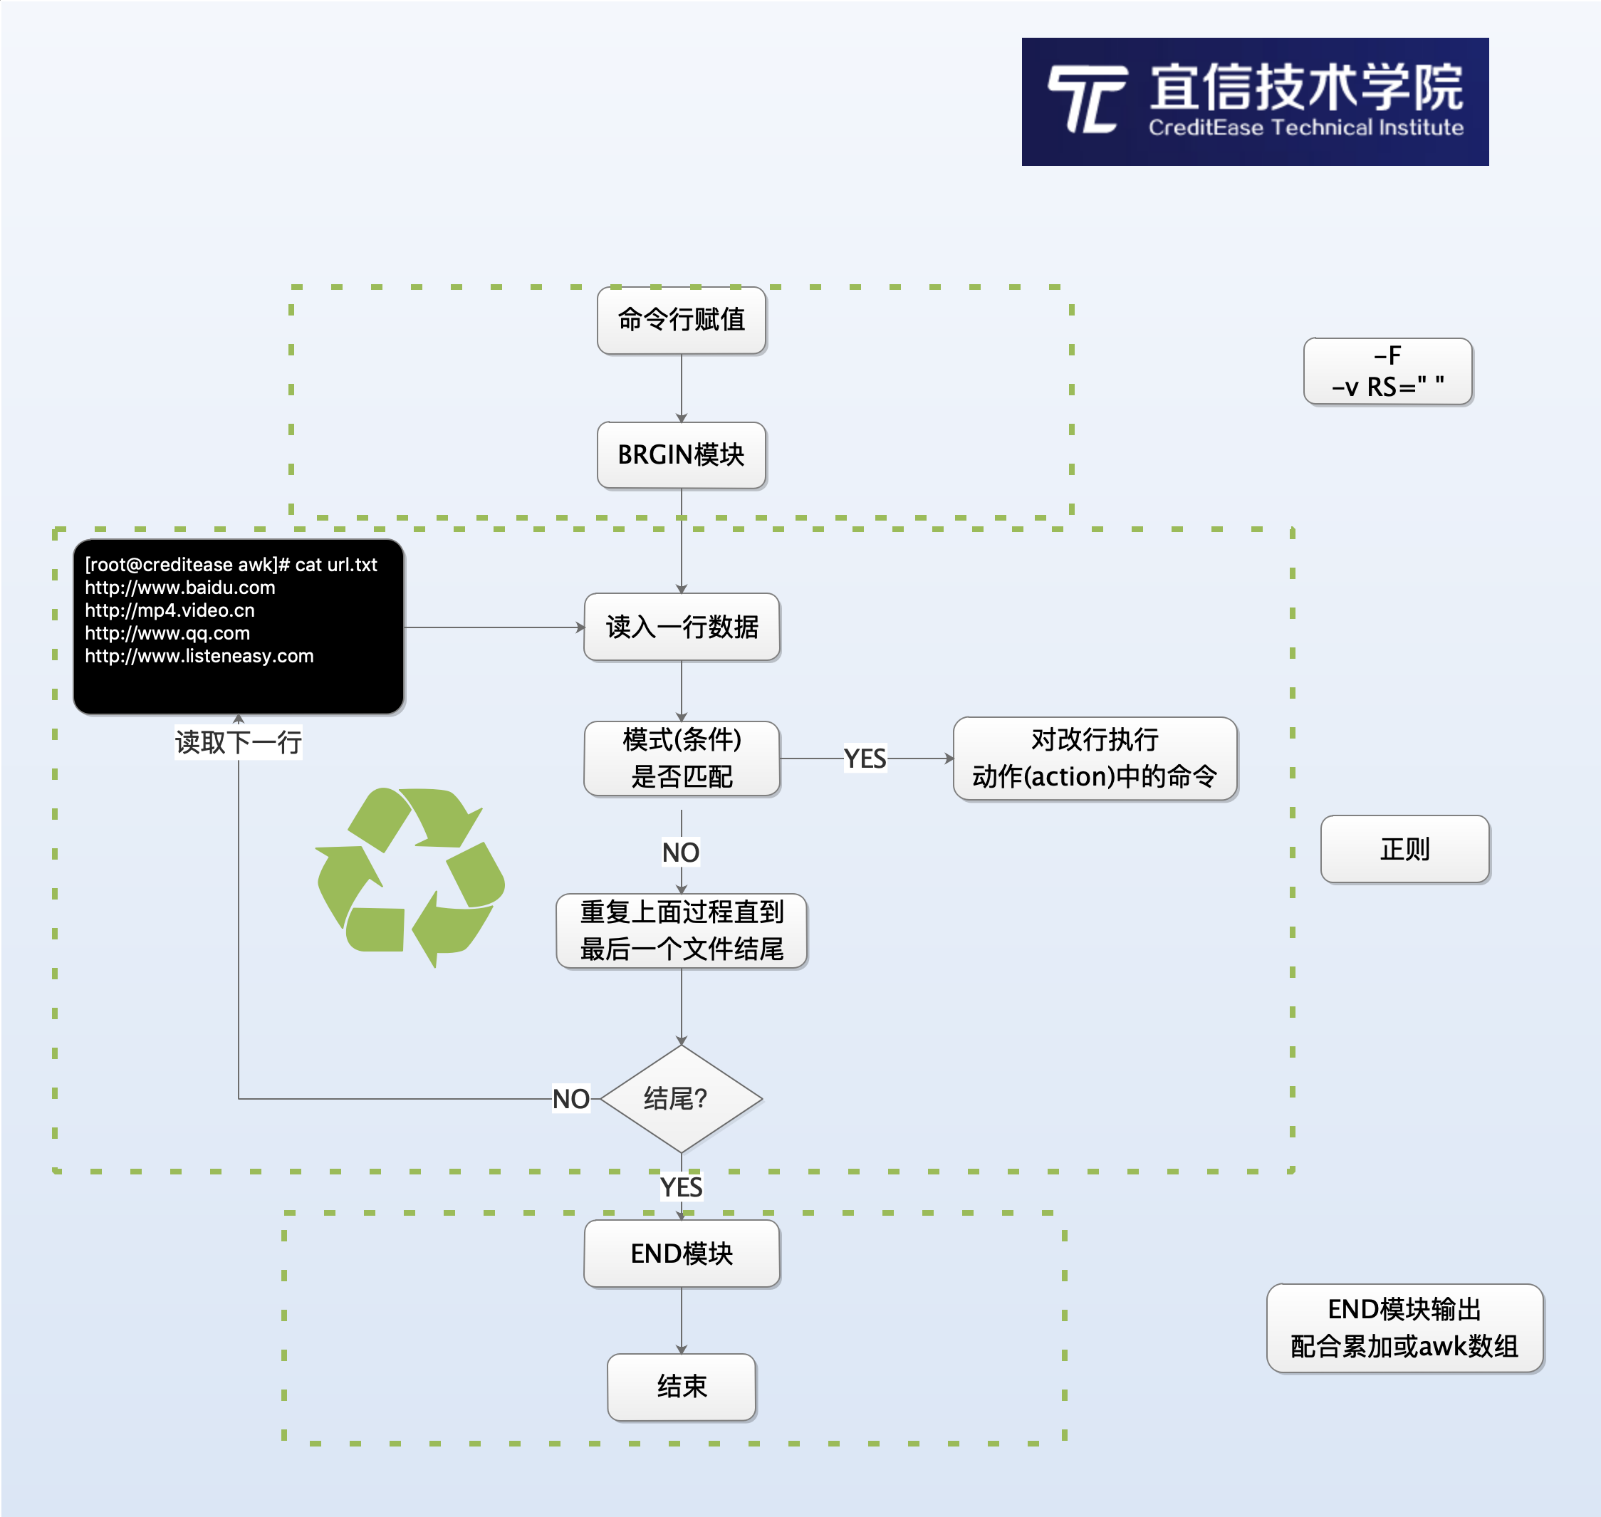 宜信技术学院
CreditEase Technical Institute
命令行赋值
-F
-v RS=" "
BRGIN模块
[root@creditease awk]# cat url.txt
http://www.baidu.com
http://mp4.video.cn
http://www.qq.com
http://www.listeneasy.com
读入一行数据
读取下一行
模式(条件)
是否匹配
YES
对改行执行
动作(action)中的命令
NO
正则
重复上面过程直到
最后一个文件结尾
NO
结尾?
YES
END模块
END模块输出
配合累加或awk数组
结束